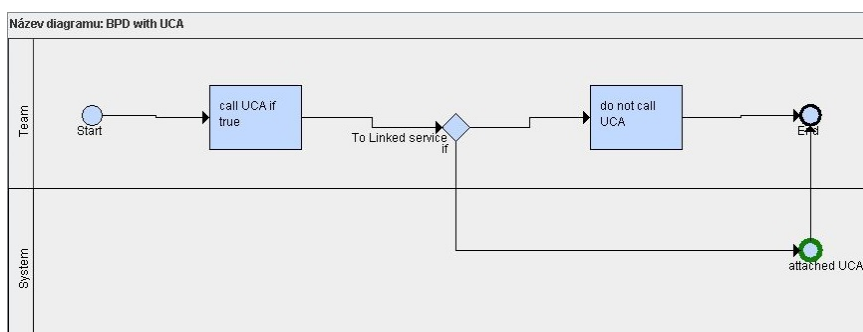 Název diagramu: BPD with UCA
Team
Start
call UCA if
true
To Linked service
if
do not call
UCA
End
System
attached UCA